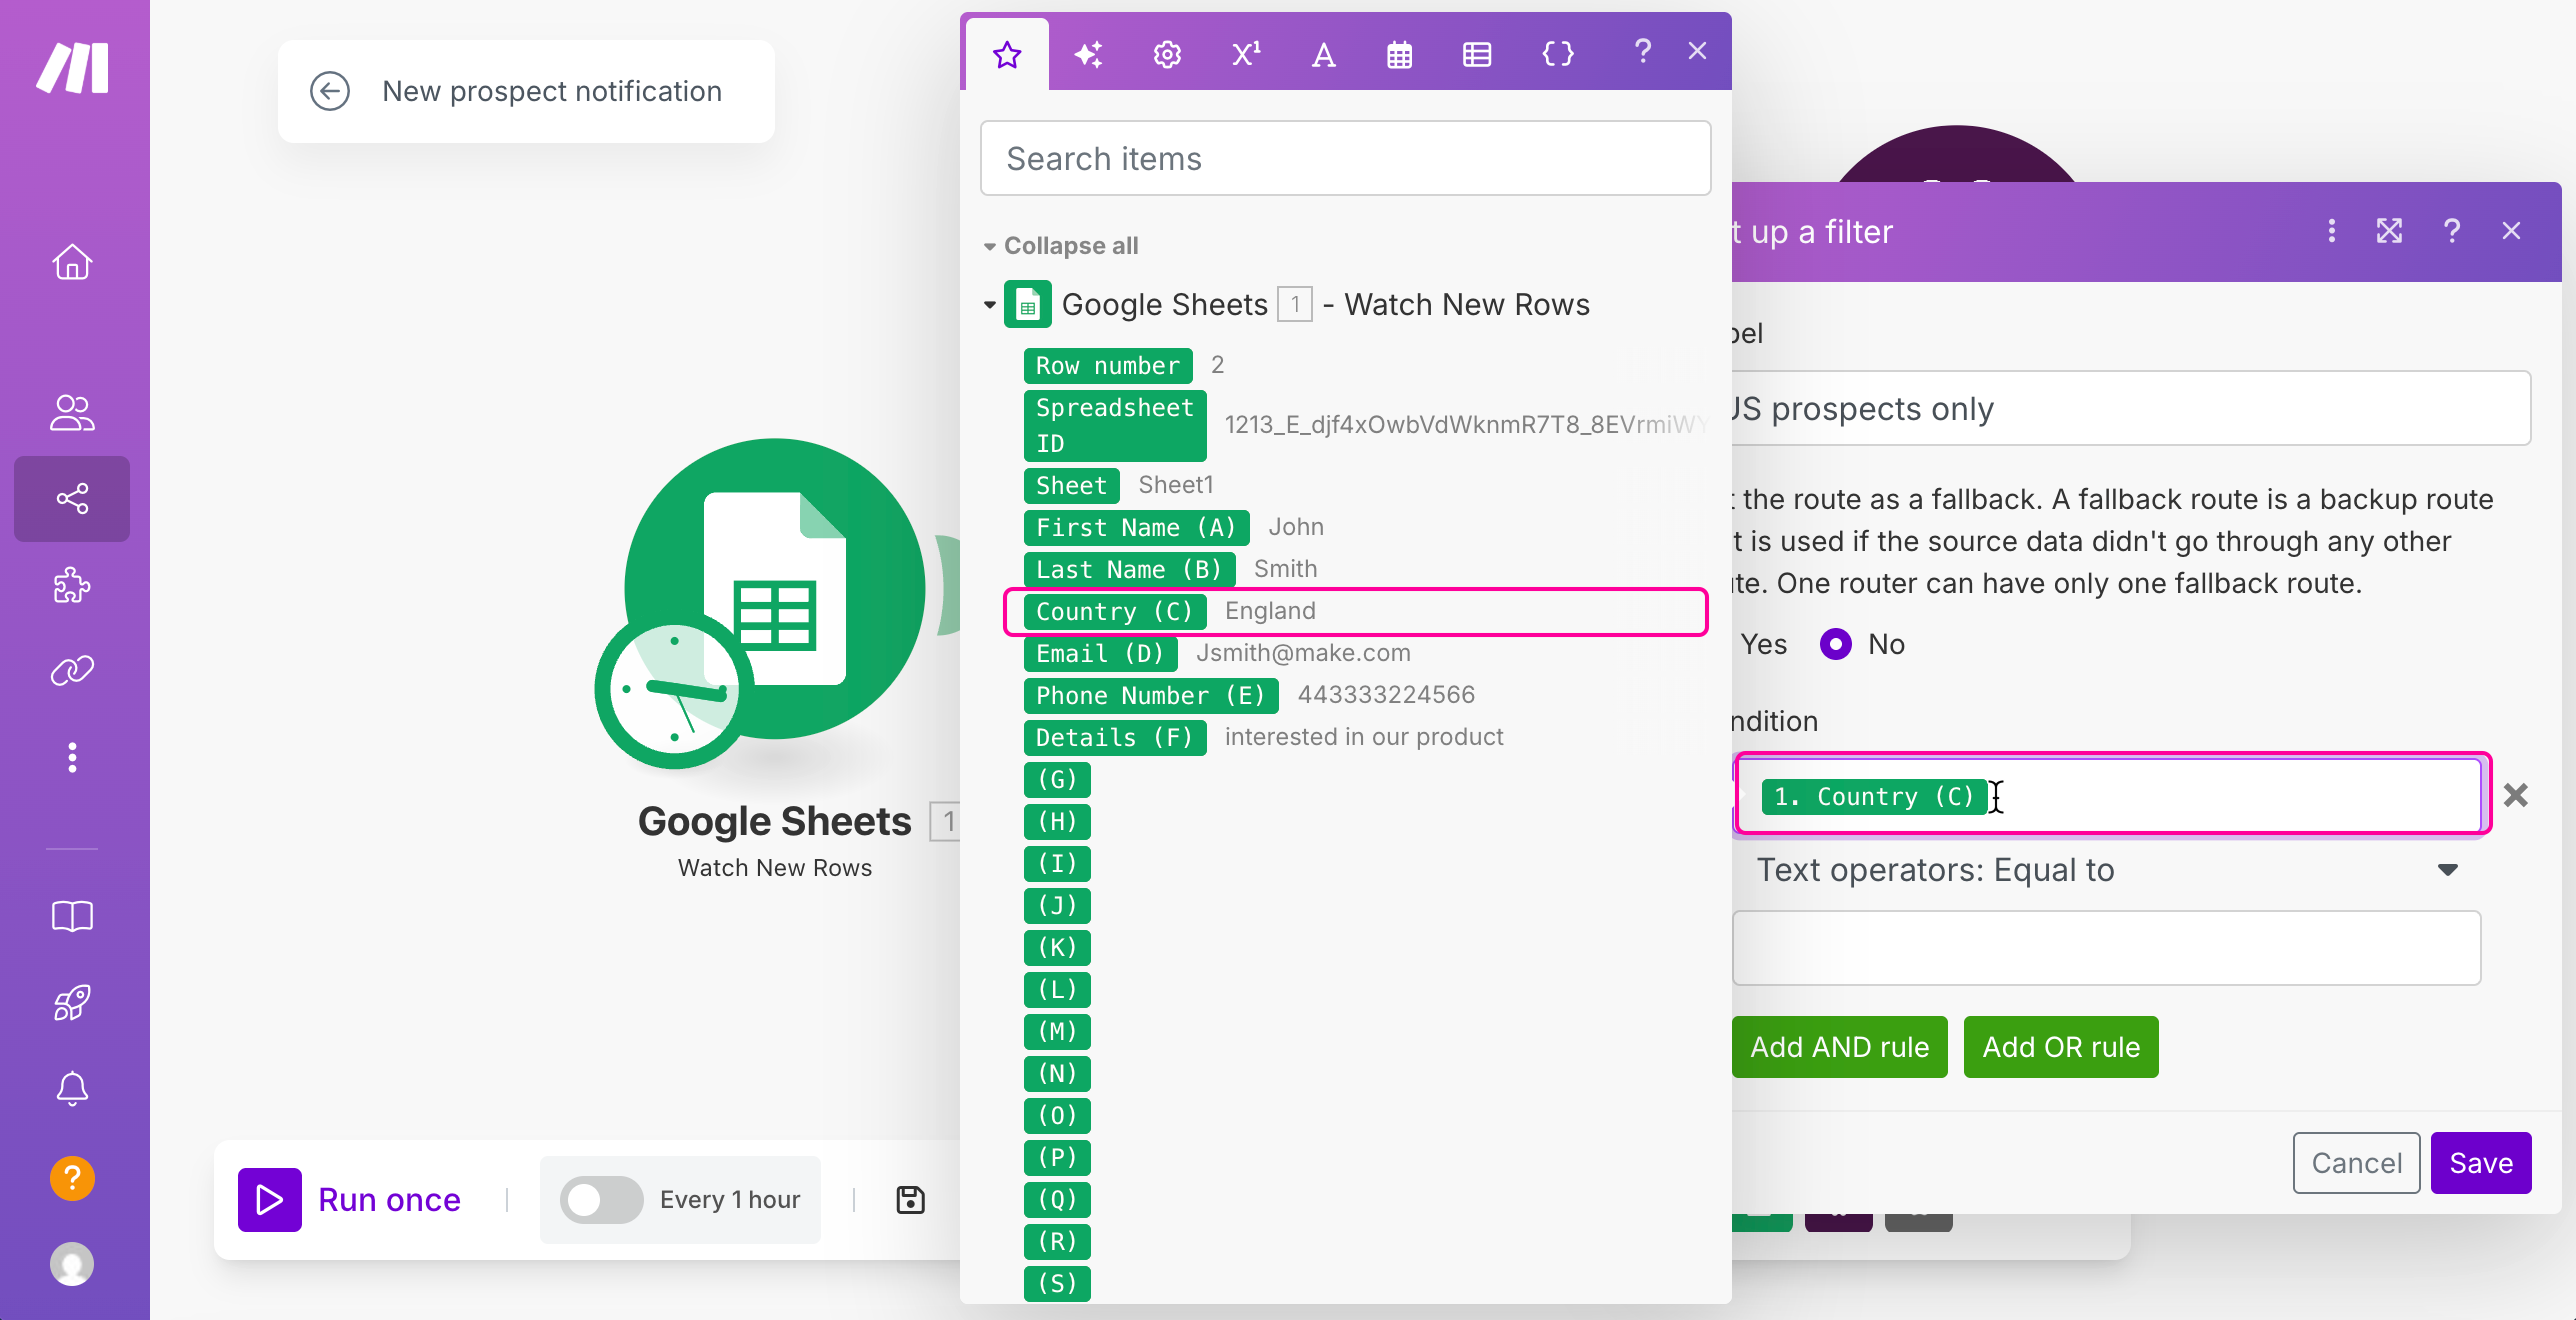 New prospect notification
Search items
Collapse all
Google Sheets 1 - Watch New Rows
Row number 2
Spreadsheet ID 1213_E_djf4xOwbVdWknmR7T8_8EVrmiWY
Sheet Sheet1
First Name (A) John
Last Name (B) Smith
Country (C) England
Email (D) Jsmith@make.com
Phone Number (E) 443333224566
Details (F) interested in our product
(G)
(H)
(I)
(J)
(K)
(L)
(M)
(N)
(O)
(P)
(Q)
(R)
(S)
Google Sheets 1
Watch New Rows
Run once
Every 1 hour
t up a filter
bel
US prospects only
t the route as a fallback. A fallback route is a backup route
t is used if the source data didn't go through any other
ute. One router can have only one fallback route.
Yes No
ndition
1. Country (C)
Text operators: Equal to
Add AND rule Add OR rule
Cancel Save